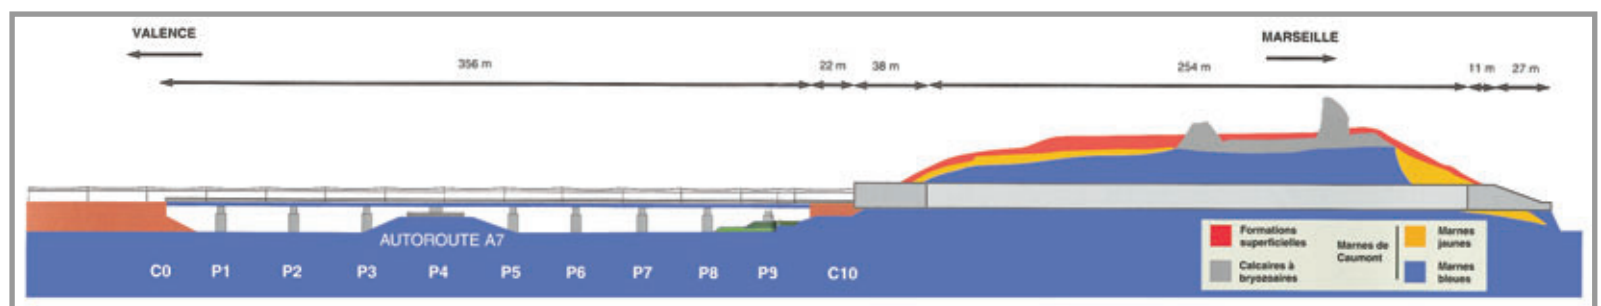 VALENCE
MARSEILLE
356 m
22 m
38 m
254 m
11 m
27 m
AUTOROUTE A7
C0
P1
P2
P3
P4
P5
P6
P7
P8
P9
C10
Formations
superficielles
Calcaires à
bryozoaires
Marnes de
Caumont
Marnes
jaunes
Marnes
bleues